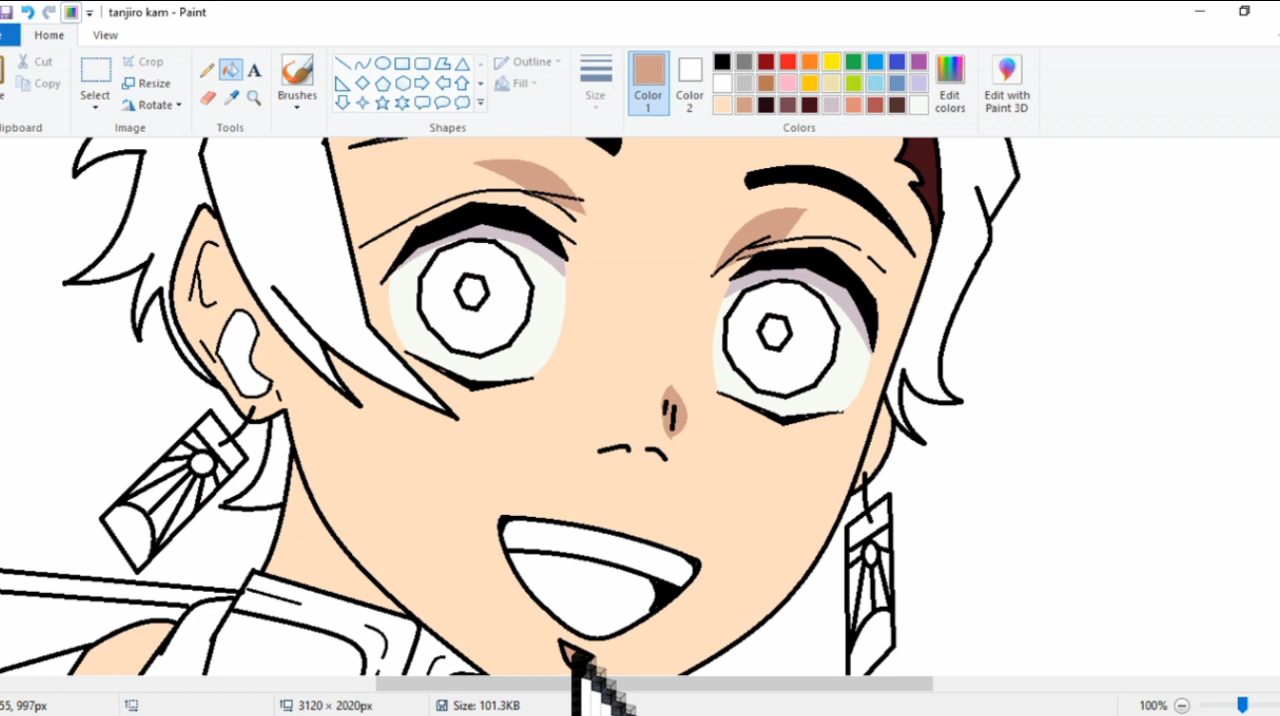 tanjiro kam - Paint
Home
View
Cut
Copy
Crop
Resize
Rotate
Select
Brushes
Outline
Fill
Size
Color 1
Color 2
Edit colors
Edit with Paint 3D
lipboard
Image
Tools
Shapes
Colors
55, 997px
3120 × 2020px
Size: 101.3KB
100%